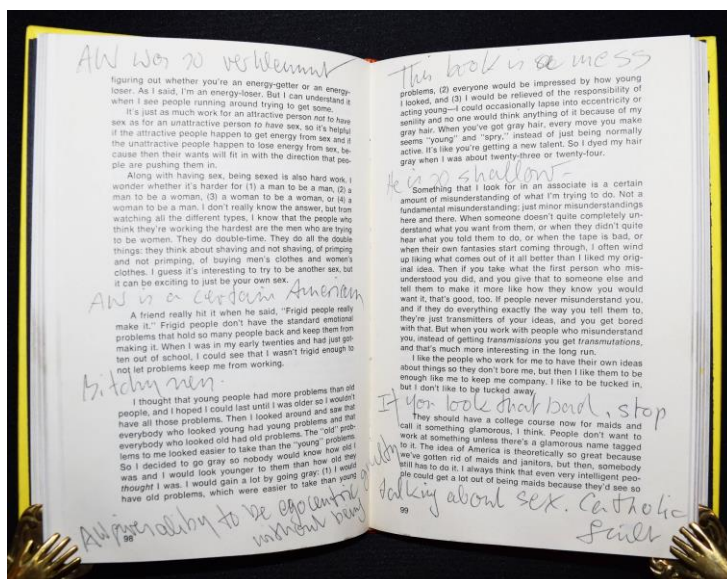 AW was so verklemmt
figuring out whether you're an energy-getter or an energy-
loser. As I said, I'm an energy-loser. But I can understand it
when I see people running around trying to get some.
It's just as much work for an attractive person not to have
sex as for an unattractive person to have sex, so it's helpful
if the attractive people happen to get energy from sex and if
the unattractive people happen to lose energy from sex, be-
cause then their wants will fit in with the direction that peo-
ple are pushing them in.
Along with having sex, being sexed is also hard work. I
wonder whether it's harder for (1) a man to be a man, (2) a
man to be a woman, (3) a woman to be a woman, or (4) a
woman to be a man. I don't really know the answer, but from
watching all the different types, I know that the people who
think they're working the hardest are the men who are trying
to be women. They do double-time. They do all the double
things: they think about shaving and not shaving, of primping
and not primping, of buying men's clothes and women's
clothes. I guess it's interesting to try to be another sex, but
it can be exciting to just be your own sex.
AW is a certain American
A friend really hit it when he said, "Frigid people really
make it." Frigid people don't have the standard emotional
problems that hold so many people back and keep them from
making it. When I was in my early twenties and had just got-
ten out of school, I could see that I wasn't frigid enough to
not let problems keep me from working.
Bitchy men.
I thought that young people had more problems than old
people, and I hoped I could last until I was older so I wouldn't
have all those problems. Then I looked around and saw that
everybody who looked young had young problems and that
everybody who looked old had old problems. The "old" prob-
lems to me looked easier to take than the "young" problems.
So I decided to go gray so nobody would know how old I
was and I would look younger to them than how old they
thought I was. I would gain a lot by going gray: (1) I would
have old problems, which were easier to take than young
AW to be egocentric
without being guilty
98
This book is a mess
problems, (2) everyone would be impressed by how young
I looked, and (3) I would be relieved of the responsibility of
acting young—I could occasionally lapse into eccentricity or
senility and no one would think anything of it because of my
gray hair. When you've got gray hair, every move you make
seems "young" and "spry," instead of just being normally
active. It's like you're getting a new talent. So I dyed my hair
gray when I was about twenty-three or twenty-four.
He is so shallow-
Something that I look for in an associate is a certain
amount of misunderstanding of what I'm trying to do. Not a
fundamental misunderstanding; just minor misunderstandings
here and there. When someone doesn't quite completely un-
derstand what you want from them, or when they didn't quite
hear what you told them to do, or when the tape is bad, or
when their own fantasies start coming through, I often wind
up liking what comes out of it all better than I liked my orig-
inal idea. Then if you take what the first person who mis-
understood you did, and you give that to someone else and
tell them to make it more like how they know you would
want it, that's good, too. If people never misunderstand you,
and if they do everything exactly the way you tell them to,
they're just transmitters of your ideas, and you get bored
with that. But when you work with people who misunderstand
you, instead of getting transmissions you get transmutations,
and that's much more interesting in the long run.
I like the people who work for me to have their own ideas
about things so they don't bore me, but then I like them to be
enough like me to keep me company. I like to be tucked in,
but I don't like to be tucked away.
If you look that bad, stop
They should have a college course now for maids and
call it something glamorous, I think. People don't want to
work at something unless there's a glamorous name tagged
to it. The idea of America is theoretically so great because
we've gotten rid of maids and janitors, but then, somebody
still has to do it. I always think that even very intelligent peo-
ple could get a lot out of being maids because they'd see so
talking about sex. Catholic
Guilt
99